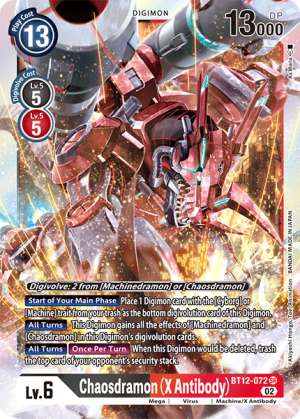 Play Cost
13
DIGIMON
DP
13000
Digivolve Cost
Lv.5
5
Lv.5
5
Digivolve: 2 from [Machinedramon] or [Chaosdramon]
Start of Your Main Phase Place 1 Digimon card with the [Cyborg] or
[Machine] trait from your trash as the bottom digivolution card of this Digimon.
All Turns This Digimon gains all the effects of [Machinedramon] and
[Chaosdramon] in this Digimon's digivolution cards.
All Turns Once Per Turn When this Digimon would be deleted, trash
the top card of your opponent's security stack.
Lv.6
Chaosdramon (X Antibody)
BT12-072 SR
02
Mega Virus Machine/X Antibody